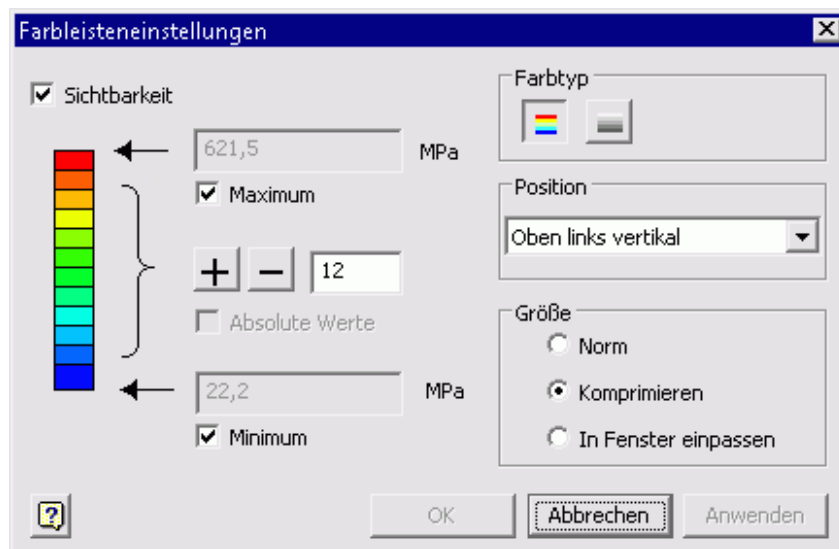 Farbleisteneinstellungen
Sichtbarkeit
621,5 MPa
Maximum
12
Absolute Werte
22,2 MPa
Minimum
Farbtyp
Position
Oben links vertikal
Größe
Norm
Komprimieren
In Fenster einpassen
OK Abbrechen Anwenden